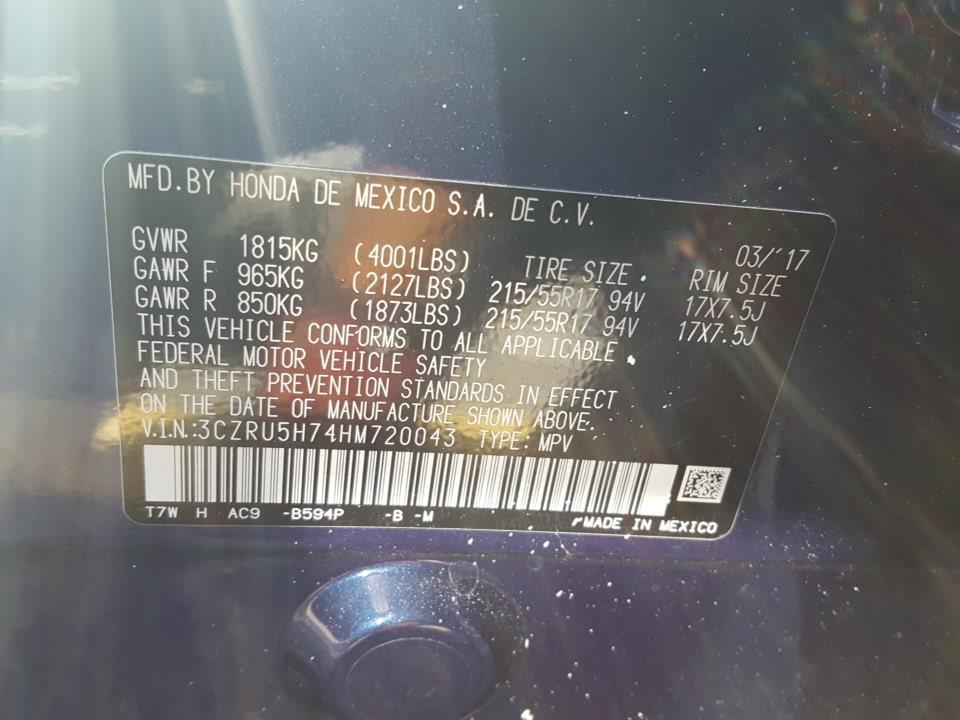 MFD.BY HONDA DE MEXICO S.A. DE C.V.
03/'17
GVWR 1815KG (4001LBS) TIRE SIZE RIM SIZE
GAWR F 965KG (2127LBS) 215/55R17 94V 17X7.5J
GAWR R 850KG (1873LBS) 215/55R17 94V 17X7.5J
THIS VEHICLE CONFORMS TO ALL APPLICABLE
FEDERAL MOTOR VEHICLE SAFETY
AND THEFT PREVENTION STANDARDS IN EFFECT
ON THE DATE OF MANUFACTURE SHOWN ABOVE.
V.I.N.:3CZRU5H74HM720043 TYPE: MPV
T7W H AC9 -B594P -B -M
MADE IN MEXICO